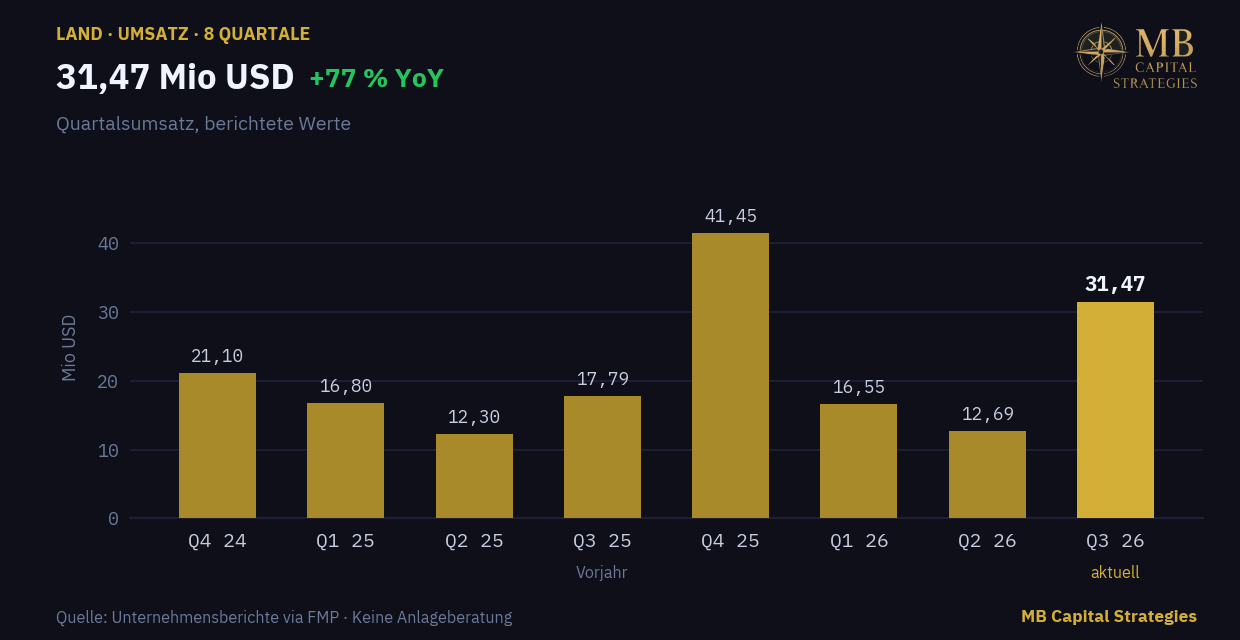 LAND · UMSATZ · 8 QUARTALE
31,47 Mio USD +77 % YoY
Quartalsumsatz, berichtete Werte
MB
CAPITAL
STRATEGIES
Mio USD
40
30
20
10
0
21,10
16,80
12,30
17,79
41,45
16,55
12,69
31,47
Q4 24 Q1 25 Q2 25 Q3 25 Q4 25 Q1 26 Q2 26 Q3 26
Vorjahr aktuell
Quelle: Unternehmensberichte via FMP · Keine Anlageberatung
MB Capital Strategies